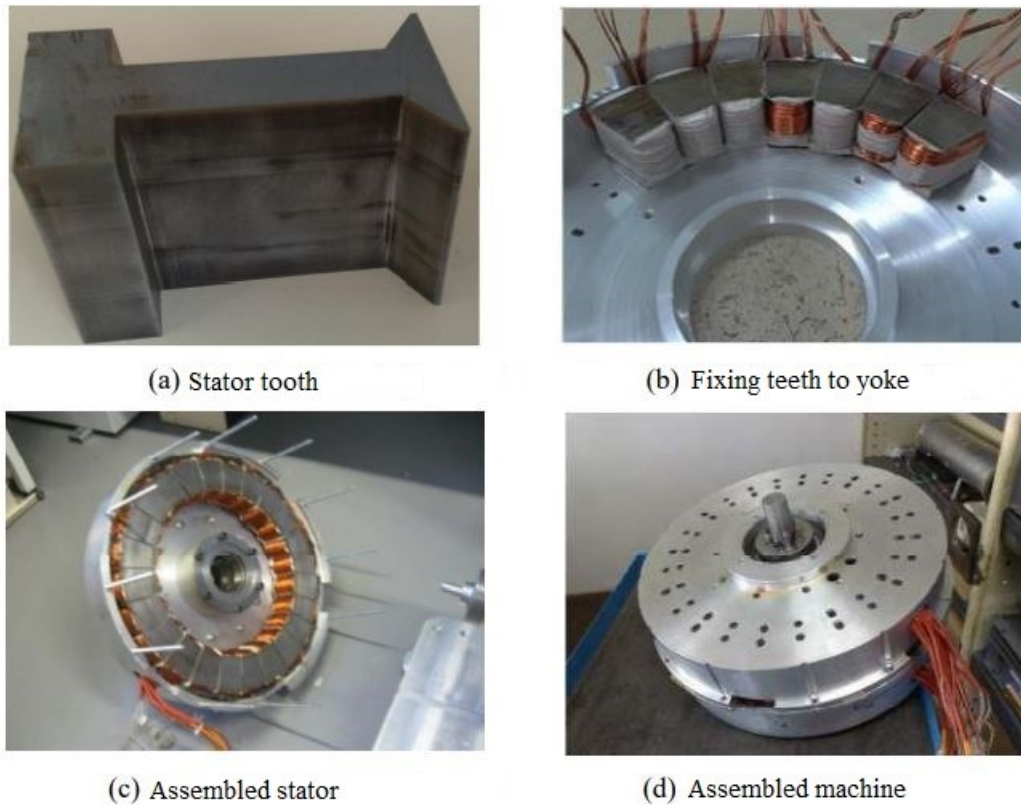 (a) Stator tooth
(b) Fixing teeth to yoke
(c) Assembled stator
(d) Assembled machine